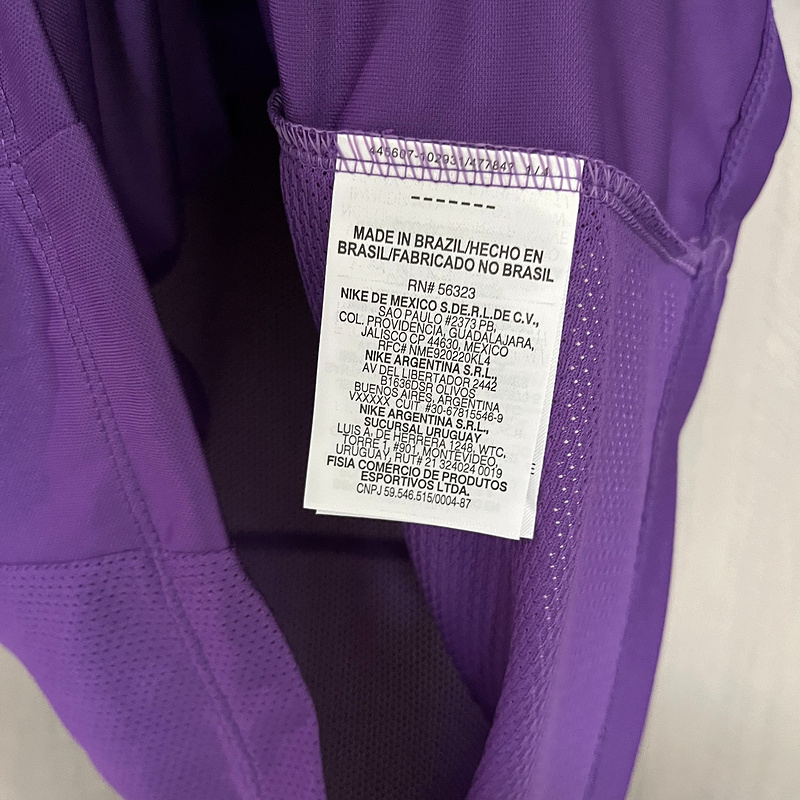 -------
MADE IN BRAZIL/HECHO EN
BRASIL/FABRICADO NO BRASIL
RN# 56323
NIKE DE MEXICO S.DE.R.L.DE C.V.,
SAO PAULO #2373 PB,
COL. PROVIDENCIA, GUADALAJARA,
JALISCO CP 44630, MEXICO
RFC# NME920220KL4
NIKE ARGENTINA S.R.L.,
AV DEL LIBERTADOR 2442
B1636DSR OLIVOS
BUENOS AIRES, ARGENTINA
VXXXXX CUIT #30-67815546-9
NIKE ARGENTINA S.R.L.,
SUCURSAL URUGUAY
LUIS A. DE HERRERA 1248, WTC,
TORRE 1, #901, MONTEVIDEO,
URUGUAY, RUT# 21 324024 0019
FISIA COMÉRCIO DE PRODUTOS
ESPORTIVOS LTDA.
CNPJ 59.546.515/0004-87